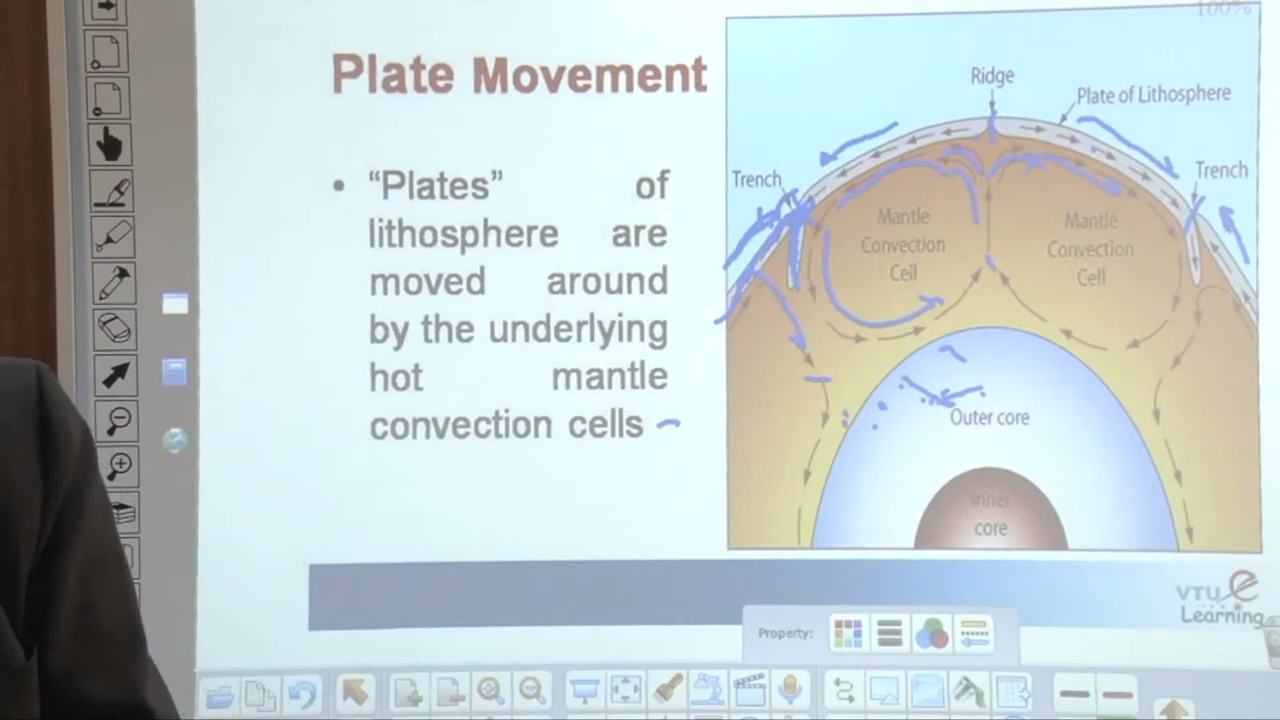 100%
Plate Movement
• “Plates” of
lithosphere are
moved around
by the underlying
hot mantle
convection cells
Ridge
Plate of Lithosphere
Trench
Trench
Mantle
Convection
Cell
Mantle
Convection
Cell
Outer core
Inner
core
VTU e
Learning
Property: